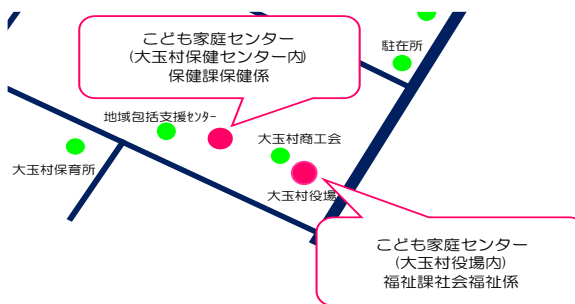 こども家庭センター
(大玉村保健センター内)
保健課保健係
駐在所
地域包括支援ｾﾝﾀｰ
大玉村商工会
大玉村保育所
大玉村役場
こども家庭センター
(大玉村役場内)
福祉課社会福祉係